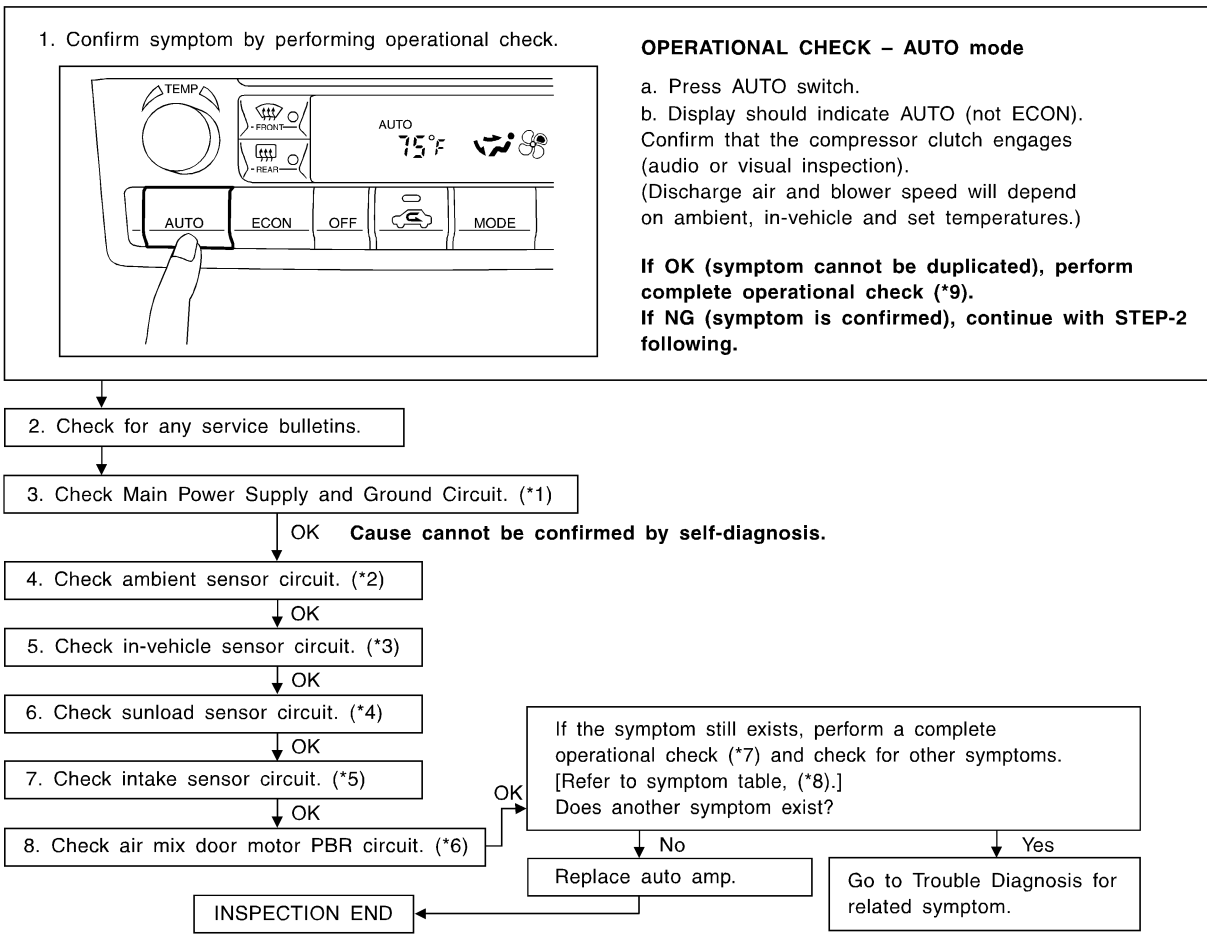 1. Confirm symptom by performing operational check.
TEMP
FRONT
REAR
AUTO
75°F
AUTO
ECON
OFF
MODE
OPERATIONAL CHECK – AUTO mode
a. Press AUTO switch.
b. Display should indicate AUTO (not ECON).
Confirm that the compressor clutch engages
(audio or visual inspection).
(Discharge air and blower speed will depend
on ambient, in-vehicle and set temperatures.)
If OK (symptom cannot be duplicated), perform
complete operational check (*9).
If NG (symptom is confirmed), continue with STEP-2
following.
2. Check for any service bulletins.
3. Check Main Power Supply and Ground Circuit. (*1)
OK
Cause cannot be confirmed by self-diagnosis.
4. Check ambient sensor circuit. (*2)
OK
5. Check in-vehicle sensor circuit. (*3)
OK
6. Check sunload sensor circuit. (*4)
OK
7. Check intake sensor circuit. (*5)
OK
8. Check air mix door motor PBR circuit. (*6)
OK
If the symptom still exists, perform a complete
operational check (*7) and check for other symptoms.
[Refer to symptom table, (*8).]
Does another symptom exist?
No
Yes
Replace auto amp.
Go to Trouble Diagnosis for
related symptom.
INSPECTION END